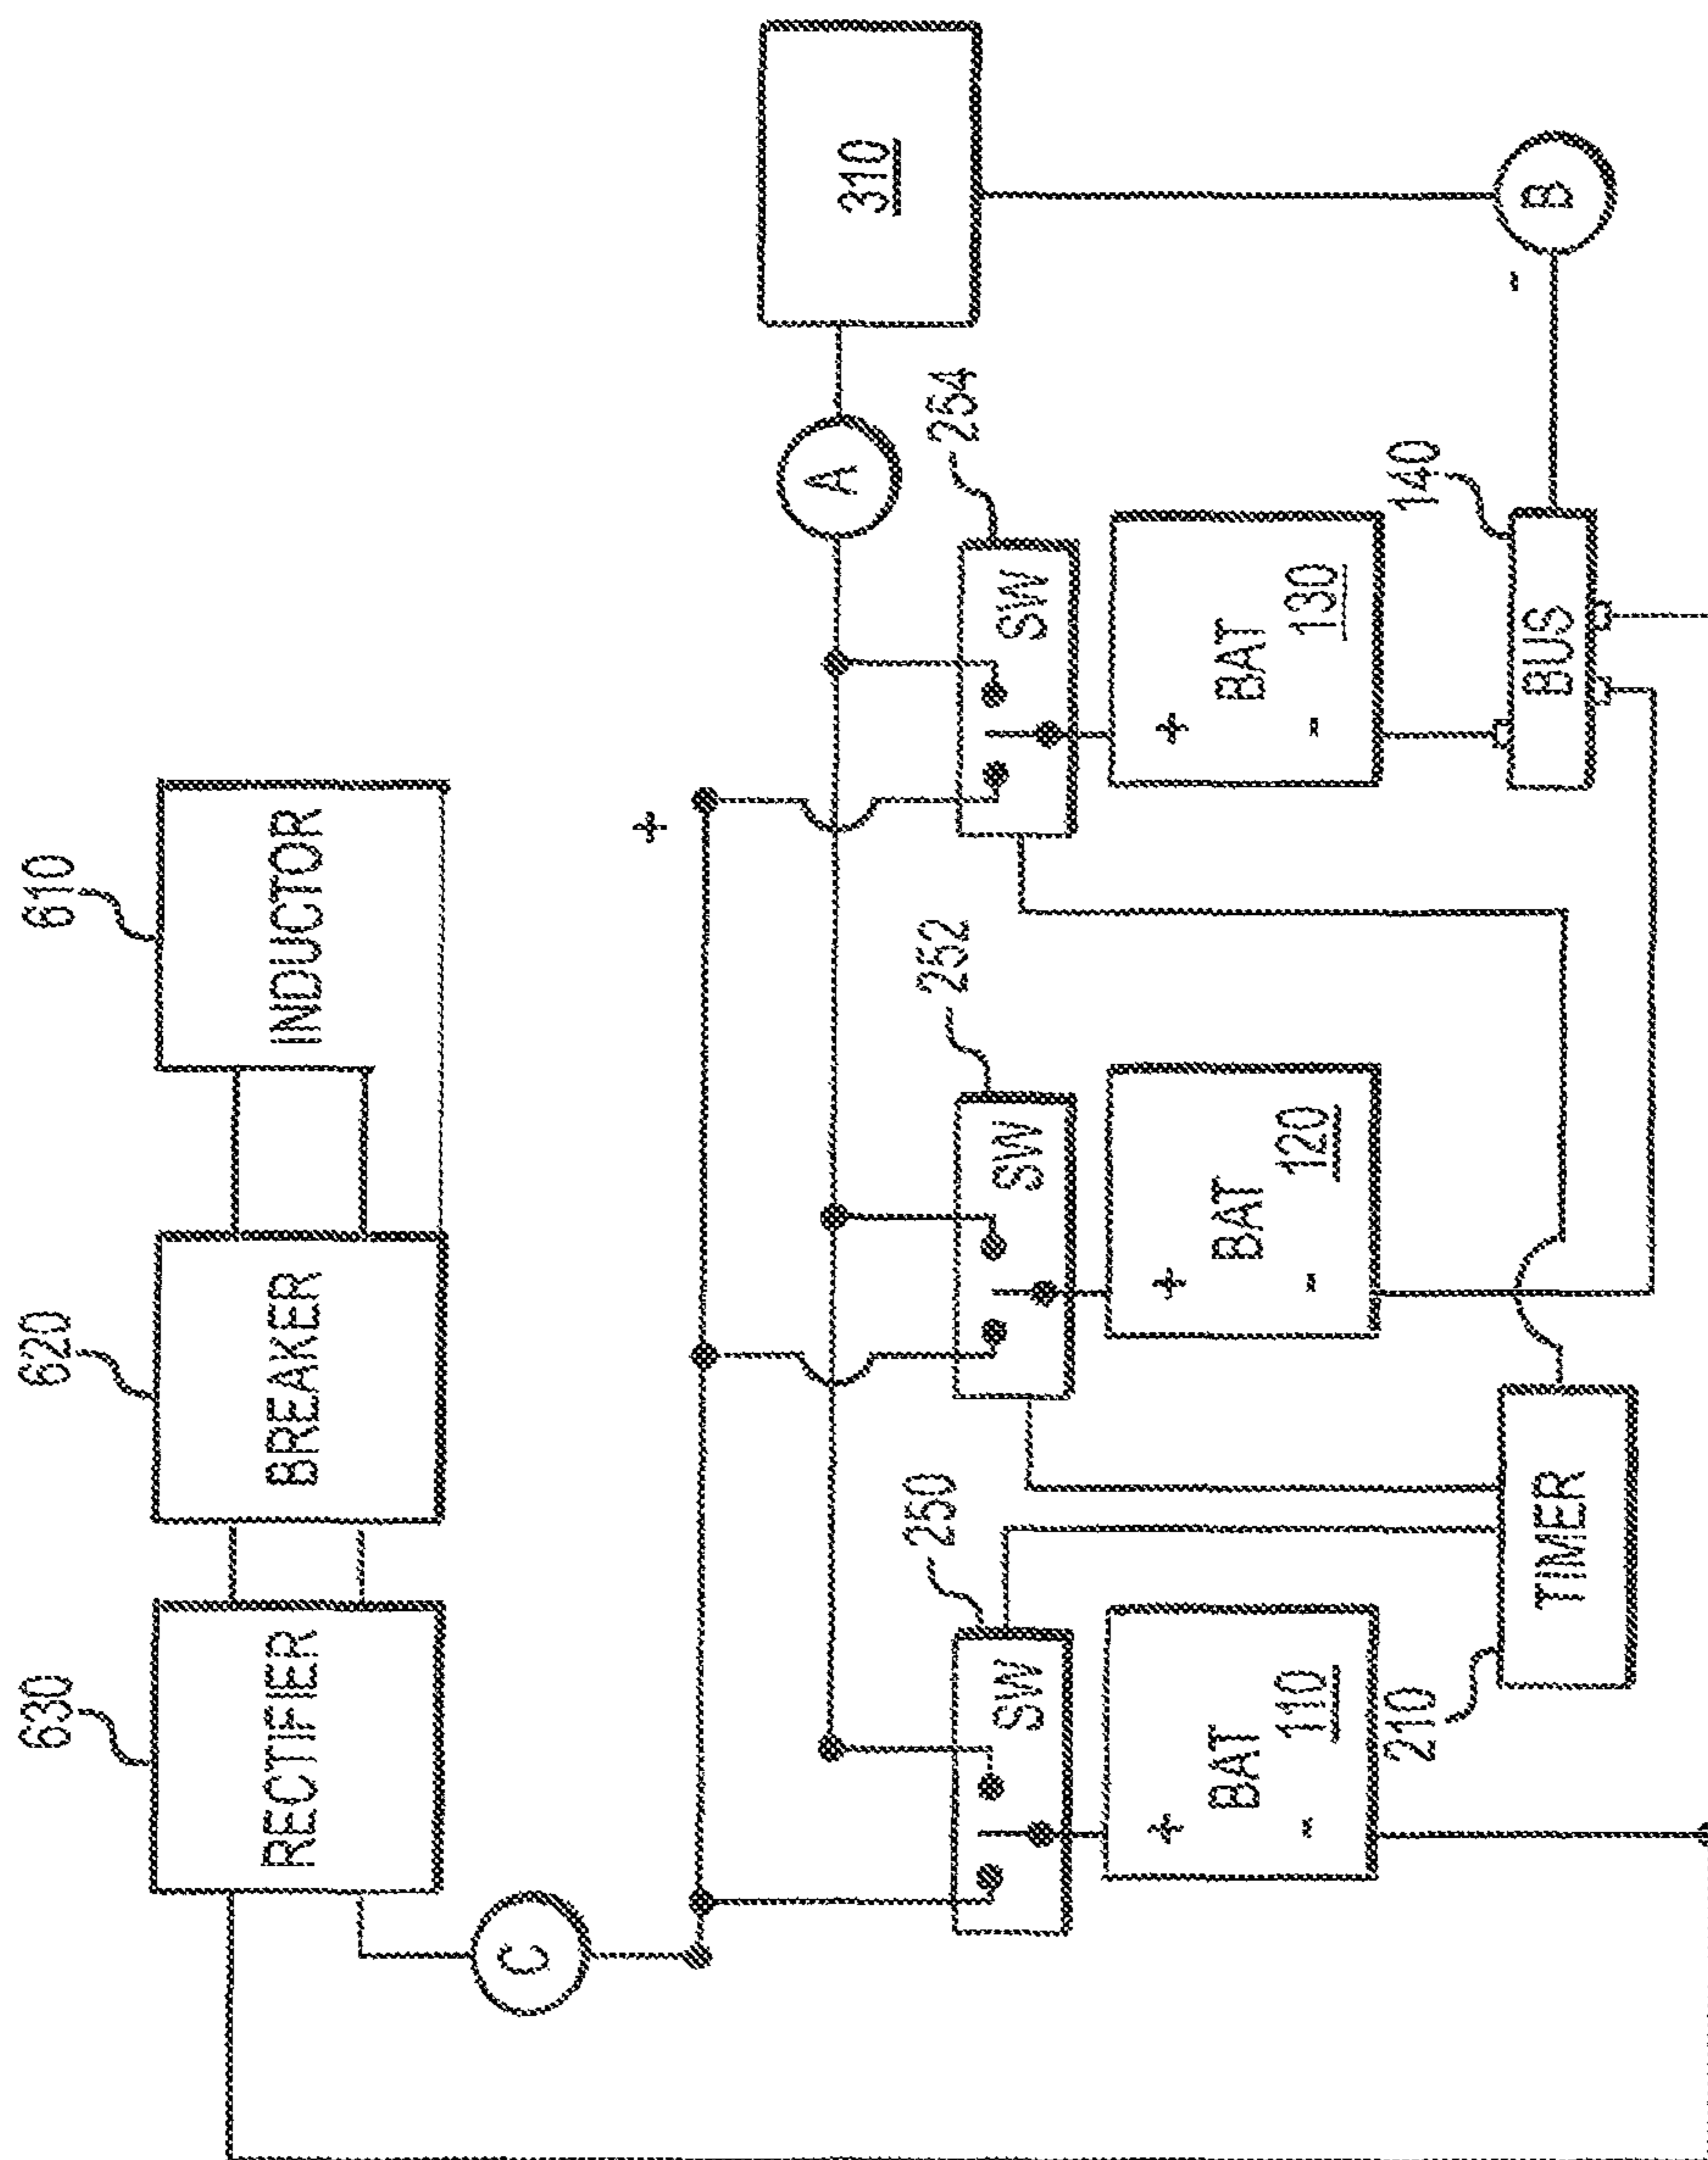 630
620
610
RECTIFIER
BREAKER
INDUCTOR
C
+
A
310
250
252
254
SW
SW
SW
+
BAT
110
-
+
BAT
120
-
+
BAT
130
-
210
TIMER
140
BUS
-
B